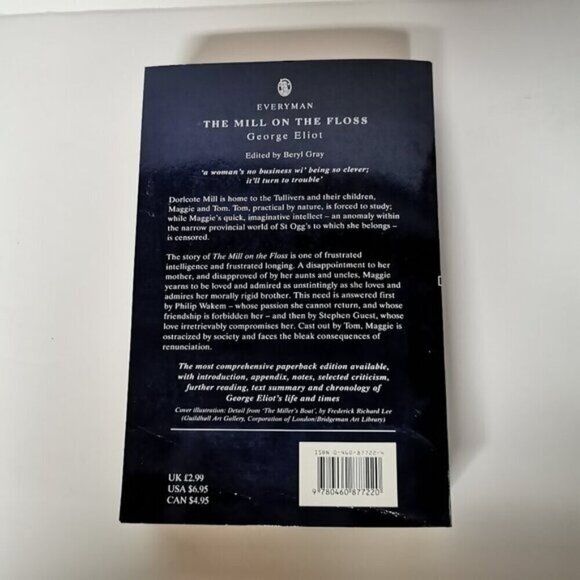 EVERYMAN
THE MILL ON THE FLOSS
George Eliot
Edited by Beryl Gray
'a woman's no business wi' being so clever;
it'll turn to trouble'
Dorlcote Mill is home to the Tullivers and their children,
Maggie and Tom. Tom, practical by nature, is forced to study;
while Maggie's quick, imaginative intellect – an anomaly within
the narrow provincial world of St Ogg's to which she belongs –
is censored.
The story of The Mill on the Floss is one of frustrated
intelligence and frustrated longing. A disappointment to her
mother, and disapproved of by her aunts and uncles, Maggie
yearns to be loved and admired as unstintingly as she loves and
admires her morally rigid brother. This need is answered first
by Philip Wakem – whose passion she cannot return, and whose
friendship is forbidden her – and then by Stephen Guest, whose
love irretrievably compromises her. Cast out by Tom, Maggie is
ostracized by society and faces the bleak consequences of
renunciation.
The most comprehensive paperback edition available,
with introduction, appendix, notes, selected criticism,
further reading, text summary and chronology of
George Eliot's life and times
Cover illustration: Detail from 'The Miller's Boat', by Frederick Richard Lee
(Guildhall Art Gallery, Corporation of London/Bridgeman Art Library)
UK £2.99
USA $6.95
CAN $4.95
ISBN 0-460-87722-4
9 780460 877220